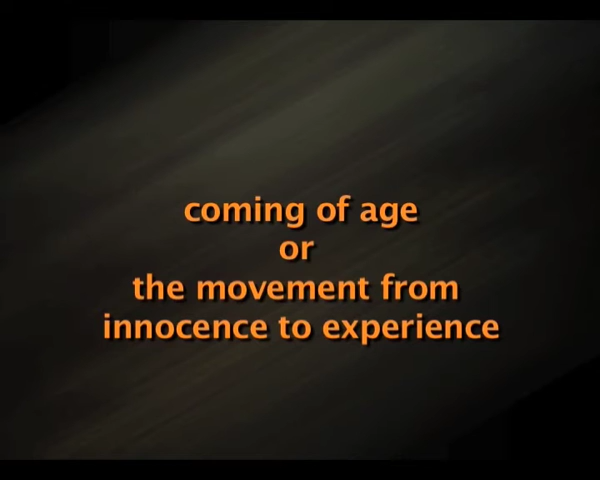 coming of age
or
the movement from
innocence to experience